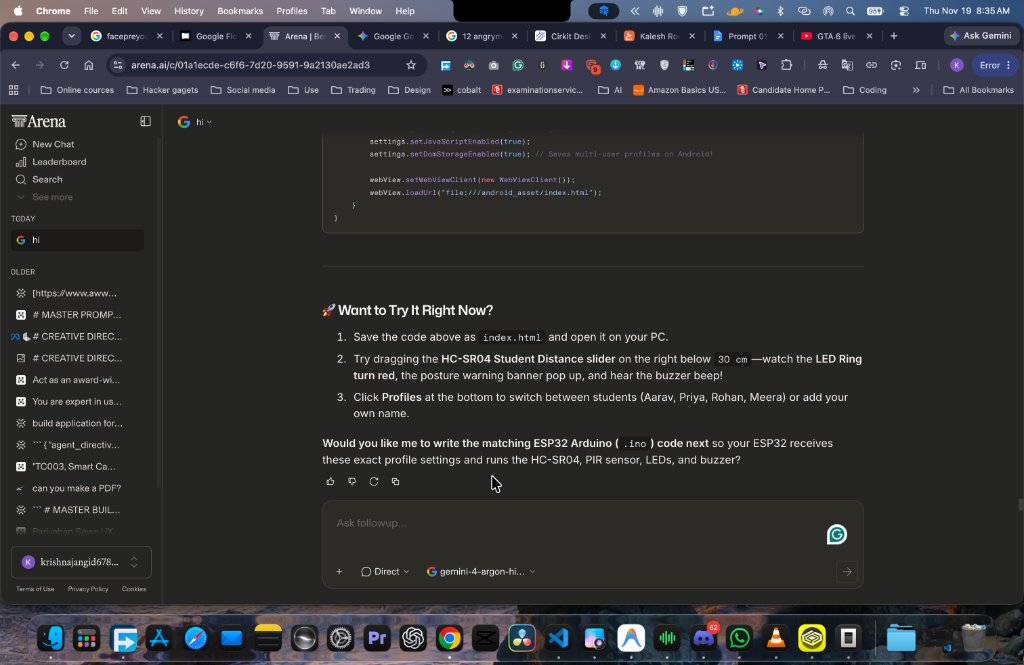 Chrome File Edit View History Bookmarks Profiles Tab Window Help Thu Nov 19 8:35 AM
facepreyou Google Flo Arena | Be Google Ge 12 angrym Cirkit Desi Kalesh Ro Prompt 01 GTA 6 live Ask Gemini
arena.ai/c/01a1ecde-c6f6-7d20-9591-9a2130ae2ad3 K Error
Online cources Hacker gagets Social media Use Trading Design cobalt examinationservic... AI Amazon Basics US... Candidate Home P... Coding » All Bookmarks
Arena
hi
New Chat
Leaderboard
Search
See more
TODAY
hi
OLDER
[https://www.aww...
# MASTER PROMP...
# CREATIVE DIREC...
# CREATIVE DIREC...
Act as an award-wi...
You are expert in us...
build application for...
``` {"agent_directiv...
"TC003, Smart Ca...
can you make a PDF?
``` # MASTER BUIL...
K krishnajangid678...
Terms of Use Privacy Policy Cookies
settings.setJavaScriptEnabled(true);
settings.setDomStorageEnabled(true); // Saves multi-user profiles on Android!
webView.setWebViewClient(new WebViewClient());
webView.loadUrl("file:///android_asset/index.html");
}
}
🚀 Want to Try It Right Now?
1. Save the code above as index.html and open it on your PC.
2. Try dragging the HC-SR04 Student Distance slider on the right below 30 cm—watch the LED Ring
turn red, the posture warning banner pop up, and hear the buzzer beep!
3. Click Profiles at the bottom to switch between students (Aarav, Priya, Rohan, Meera) or add your
own name.
Would you like me to write the matching ESP32 Arduino ( .ino ) code next so your ESP32 receives
these exact profile settings and runs the HC-SR04, PIR sensor, LEDs, and buzzer?
Ask followup...
+ Direct gemini-4-argon-hi...